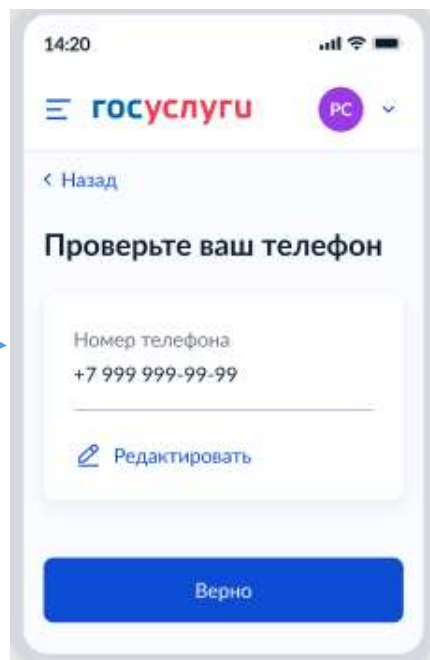 14:20
госуслуги
РС
Назад
Проверьте ваш телефон
Номер телефона
+7 999 999-99-99
Редактировать
Верно